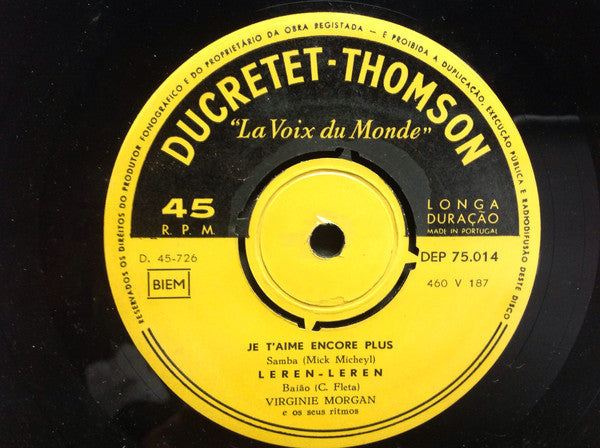 RESERVADOS OS DIREITOS DO PRODUTOR FONOGRÁFICO E DO PROPRIETÁRIO DA OBRA REGISTADA — É PROIBIDA A DUPLICAÇÃO, EXECUÇÃO PÚBLICA E RADIODIFUSÃO DESTE DISCO
DUCRETET-THOMSON
"La Voix du Monde"
45
R. P. M.
LONGA
DURAÇÃO
MADE IN PORTUGAL
D. 45-726
DEP 75.014
BIEM
460 V 187
JE T'AIME ENCORE PLUS
Samba (Mick Micheyl)
LEREN-LEREN
Baião (C. Fleta)
VIRGINIE MORGAN
e os seus ritmos